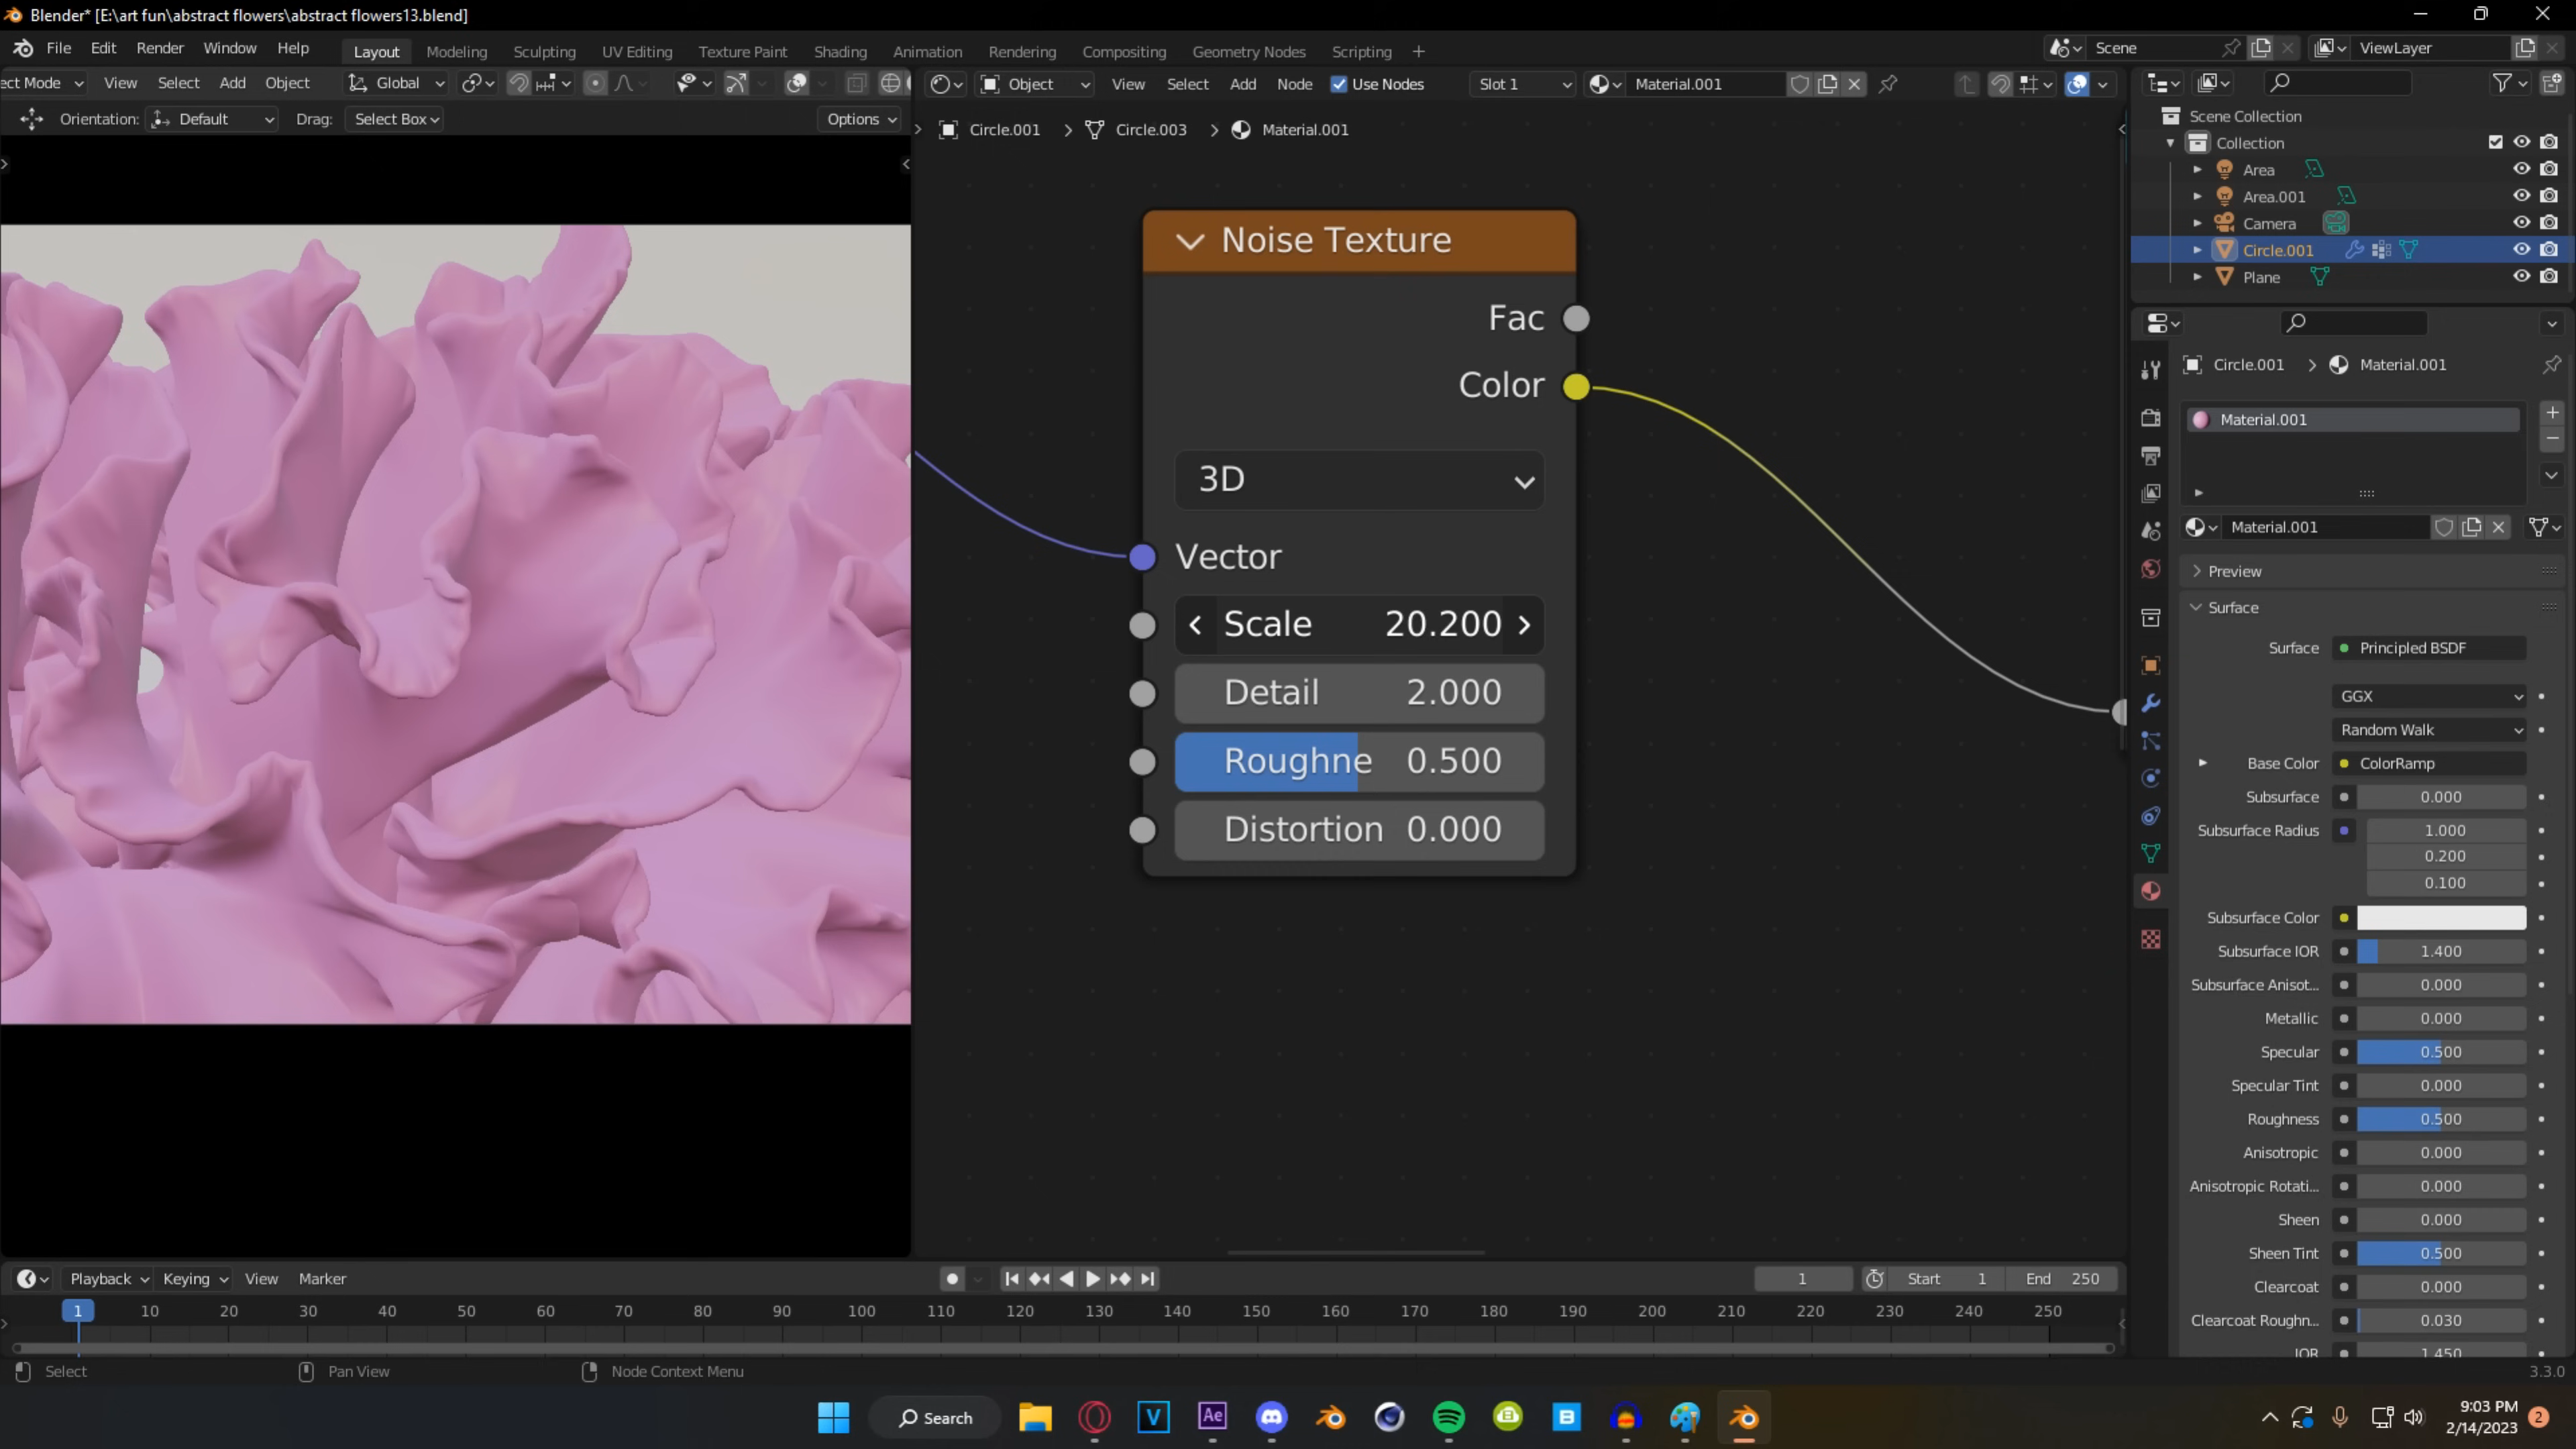 Blender* [E:\art fun\abstract flowers\abstract flowers13.blend]
File Edit Render Window Help Layout Modeling Sculpting UV Editing Texture Paint Shading Animation Rendering Compositing Geometry Nodes Scripting + Scene ViewLayer
ect Mode View Select Add Object Global Object View Select Add Node Use Nodes Slot 1 Material.001
Orientation: Default Drag: Select Box Options
Circle.001 > Circle.003 > Material.001
Scene Collection
Collection
Area
Area.001
Camera
Circle.001
Plane
Noise Texture
Fac
Color
3D
Vector
Scale 20.200
Detail 2.000
Roughne 0.500
Distortion 0.000
Circle.001 > Material.001
Material.001
Material.001
Preview
Surface
Surface Principled BSDF
GGX
Random Walk
Base Color ColorRamp
Subsurface 0.000
Subsurface Radius 1.000
0.200
0.100
Subsurface Color
Subsurface IOR 1.400
Subsurface Anisot... 0.000
Metallic 0.000
Specular 0.500
Specular Tint 0.000
Roughness 0.500
Anisotropic 0.000
Anisotropic Rotati... 0.000
Sheen 0.000
Sheen Tint 0.500
Clearcoat 0.000
Clearcoat Roughn... 0.030
IOR 1.450
Playback Keying View Marker 1 Start 1 End 250
1 10 20 30 40 50 60 70 80 90 100 110 120 130 140 150 160 170 180 190 200 210 220 230 240 250
Select Pan View Node Context Menu 3.3.0
Search V Ae B 9:03 PM 2
2/14/2023